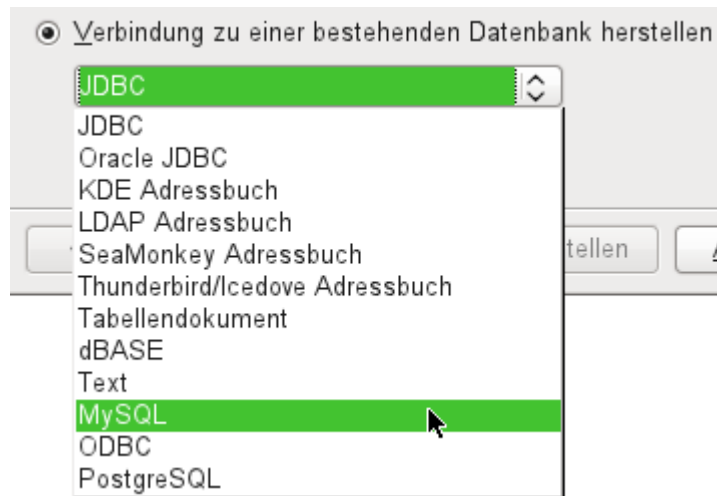 Verbindung zu einer bestehenden Datenbank herstellen
JDBC
JDBC
Oracle JDBC
KDE Adressbuch
LDAP Adressbuch
SeaMonkey Adressbuch
tellen
Thunderbird/Icedove Adressbuch
Tabellendokument
dBASE
Text
MySQL
ODBC
PostgreSQL